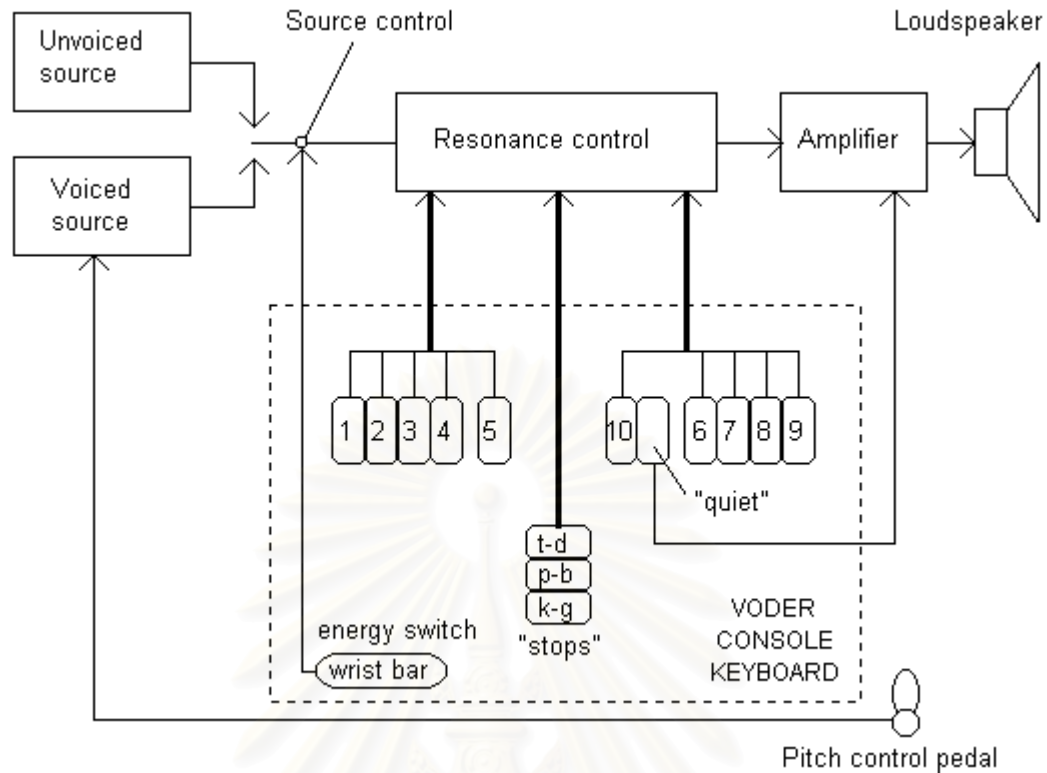 Source control
Loudspeaker
Unvoiced
source
Resonance control
Amplifier
Voiced
source
1 2 3 4 5
10 6 7 8 9
"quiet"
t-d
p-b
k-g
"stops"
energy switch
wrist bar
VODER
CONSOLE
KEYBOARD
Pitch control pedal